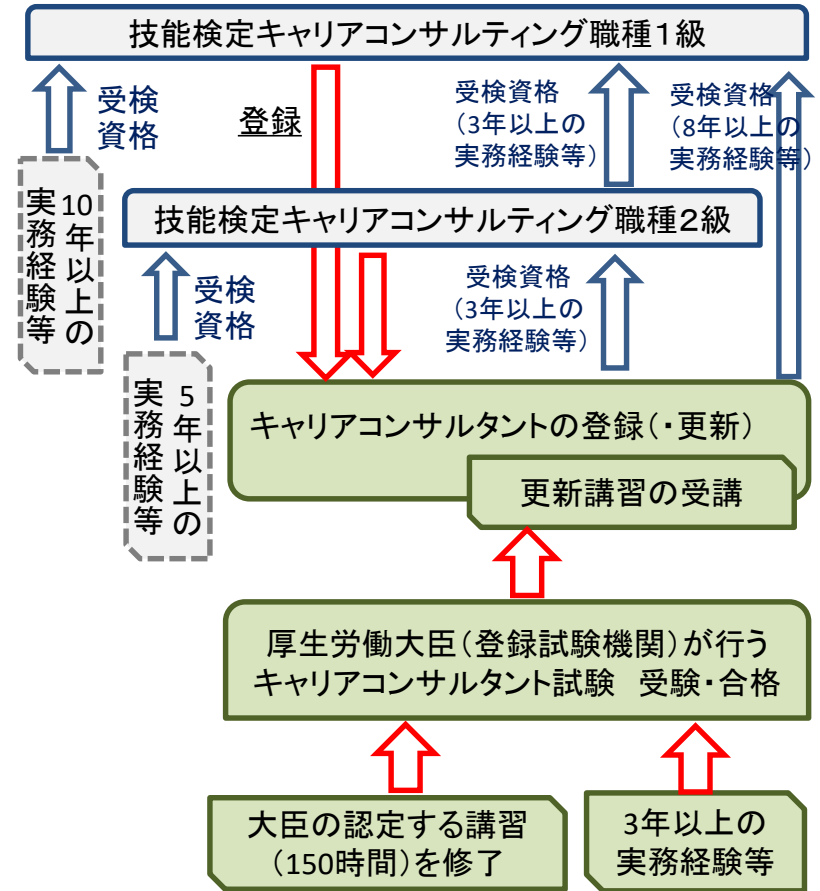 技能検定キャリアコンサルティング職種1級
受検
資格
登録
受検資格
（3年以上の
実務経験等）
受検資格
（8年以上の
実務経験等）
10年以上の
実務経験等
技能検定キャリアコンサルティング職種2級
受検
資格
受検資格
（3年以上の
実務経験等）
5年以上の
実務経験等
キャリアコンサルタントの登録（・更新）
更新講習の受講
厚生労働大臣（登録試験機関）が行う
キャリアコンサルタント試験　受験・合格
大臣の認定する講習
（150時間）を修了
3年以上の
実務経験等